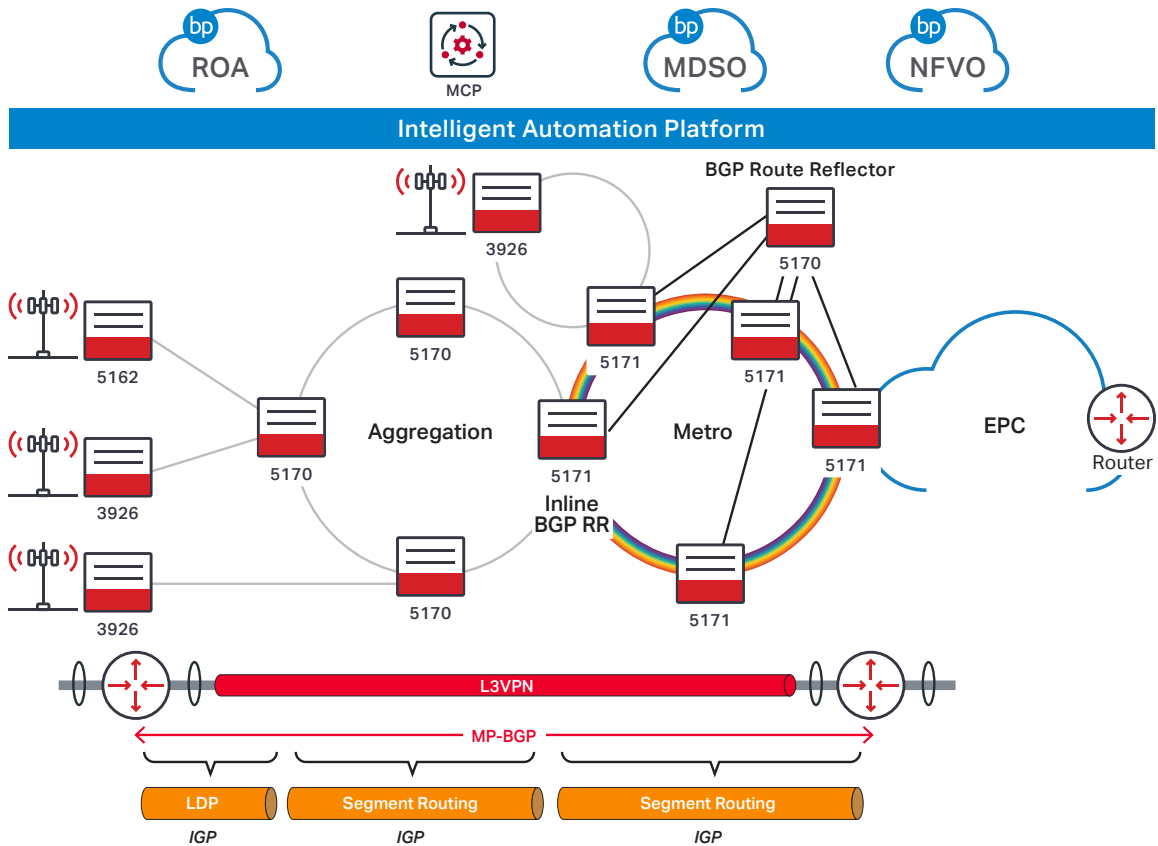 bp
ROA
MCP
bp
MDSO
bp
NFVO
Intelligent Automation Platform
BGP Route Reflector
3926
5170
5162
5170
5171
5171
5170
Aggregation
5171
Metro
5171
EPC
Router
3926
Inline
BGP RR
3926
5170
5171
L3VPN
MP-BGP
LDP
Segment Routing
Segment Routing
IGP
IGP
IGP